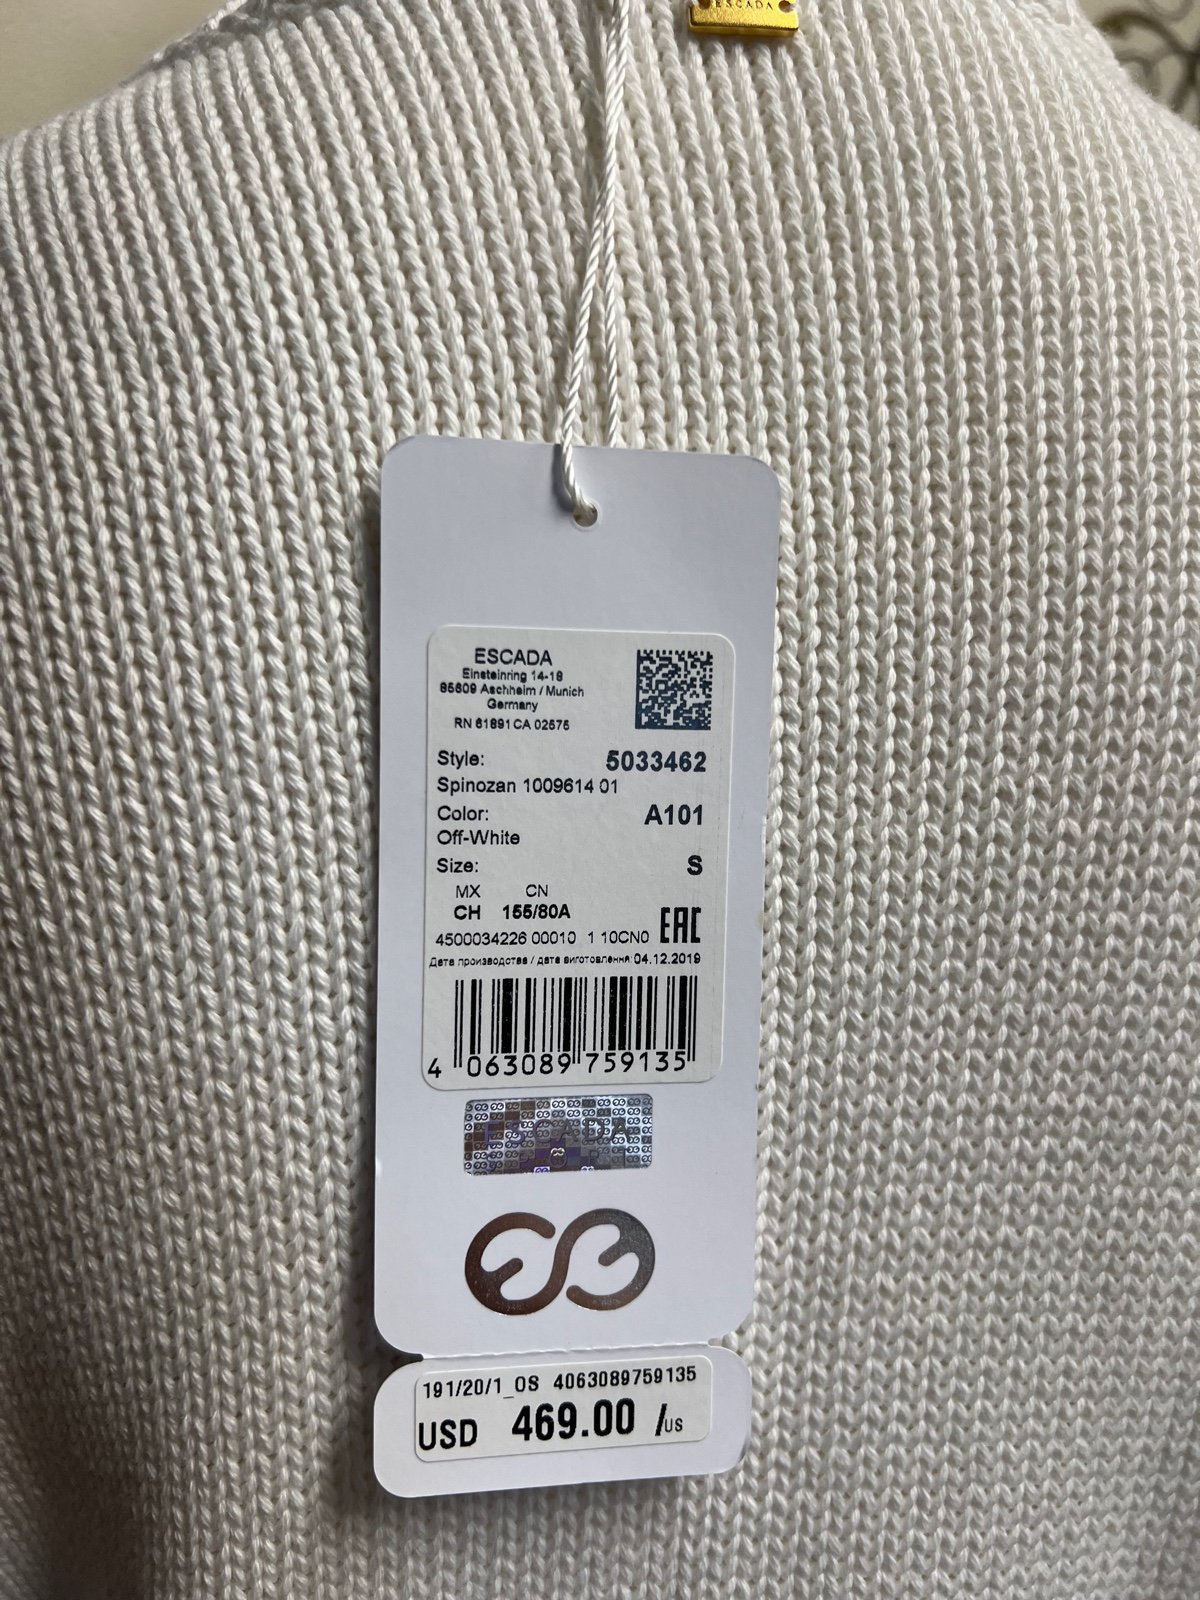 ESCADA
ESCADA
Einsteinring 14-18
85609 Aschheim / Munich
Germany
RN 61891 CA 02575
Style: 5033462
Spinozan 1009614 01
Color: A101
Off-White
Size: S
MX CN
CH 155/80A
EAC
4500034226 00010 1 10CN0
Дата производства / дата виготовлення: 04.12.2019
4 063089 759135
ESCADA
191/20/1_OS 4063089759135
USD 469.00 /US